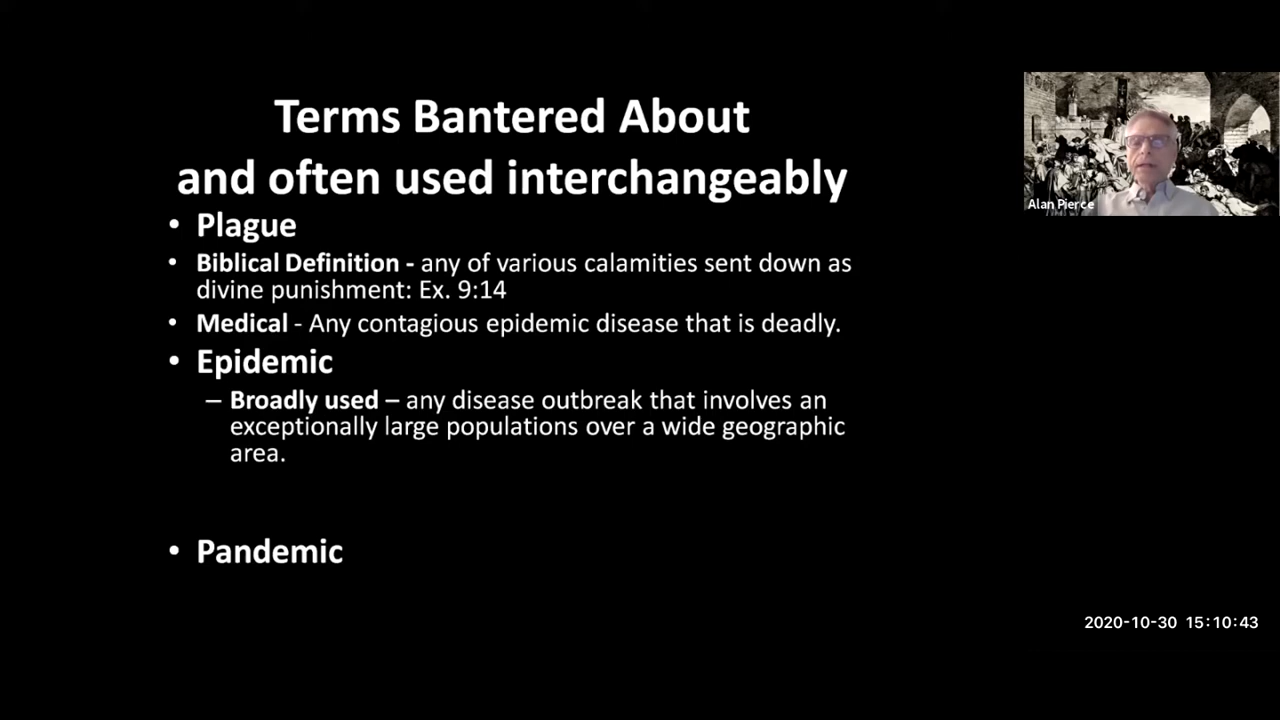 Terms Bantered About
and often used interchangeably
• Plague
• Biblical Definition - any of various calamities sent down as
divine punishment: Ex. 9:14
• Medical - Any contagious epidemic disease that is deadly.
• Epidemic
– Broadly used – any disease outbreak that involves an
exceptionally large populations over a wide geographic
area.
• Pandemic
Alan Pierce
2020-10-30 15:10:43